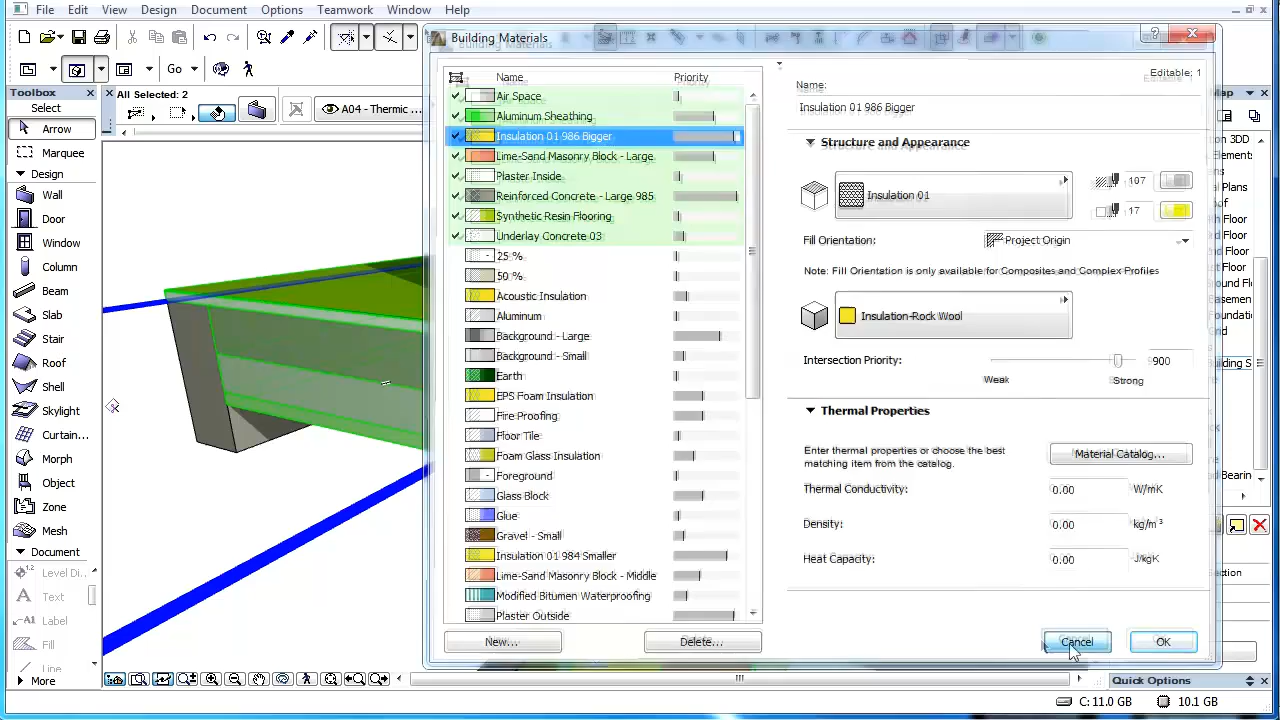 File Edit View Design Document Options Teamwork Window Help
Building Materials
Go
Toolbox
Select
Arrow
Marquee
Design
Wall
Door
Window
Column
Beam
Slab
Stair
Roof
Shell
Skylight
Curtain...
Morph
Object
Zone
Mesh
Document
1.2
Level Di...
Text
Label
Fill
Line
More
All Selected: 2
A04 - Thermic ...
Name Priority
Air Space
Aluminum Sheathing
Insulation 01 986 Bigger
Lime-Sand Masonry Block - Large
Plaster Inside
Reinforced Concrete - Large 985
Synthetic Resin Flooring
Underlay Concrete 03
25 %
50 %
Acoustic Insulation
Aluminum
Background - Large
Background - Small
Earth
EPS Foam Insulation
Fire Proofing
Floor Tile
Foam Glass Insulation
Foreground
Glass Block
Glue
Gravel - Small
Insulation 01 984 Smaller
Lime-Sand Masonry Block - Middle
Modified Bitumen Waterproofing
Plaster Outside
New... Delete...
Editable: 1
Name:
Insulation 01 986 Bigger
Structure and Appearance
Insulation 01
107
17
Fill Orientation: Project Origin
Note: Fill Orientation is only available for Composites and Complex Profiles
Insulation-Rock Wool
Intersection Priority: 900
Weak Strong
Thermal Properties
Enter thermal properties or choose the best
matching item from the catalog.
Material Catalog...
Thermal Conductivity: 0.00 W/mK
Density: 0.00 kg/m³
Heat Capacity: 0.00 J/kgK
Cancel OK
Map
Quick Options
C: 11.0 GB 10.1 GB